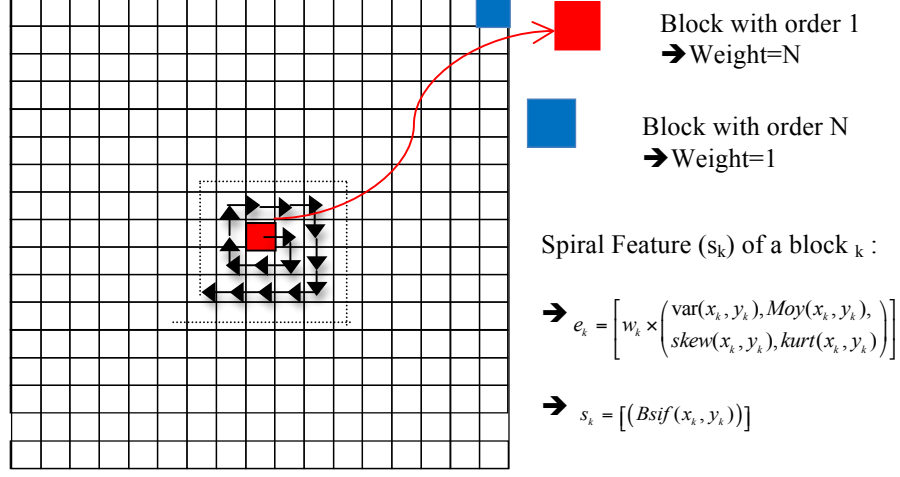 Block with order 1
➔Weight=N
Block with order N
➔Weight=1
Spiral Feature (sₖ) of a block ₖ :
➔ eₖ = [wₖ × (var(xₖ, yₖ), Moy(xₖ, yₖ),
skew(xₖ, yₖ), kurt(xₖ, yₖ))]
➔ sₖ = [(Bsif(xₖ, yₖ))]